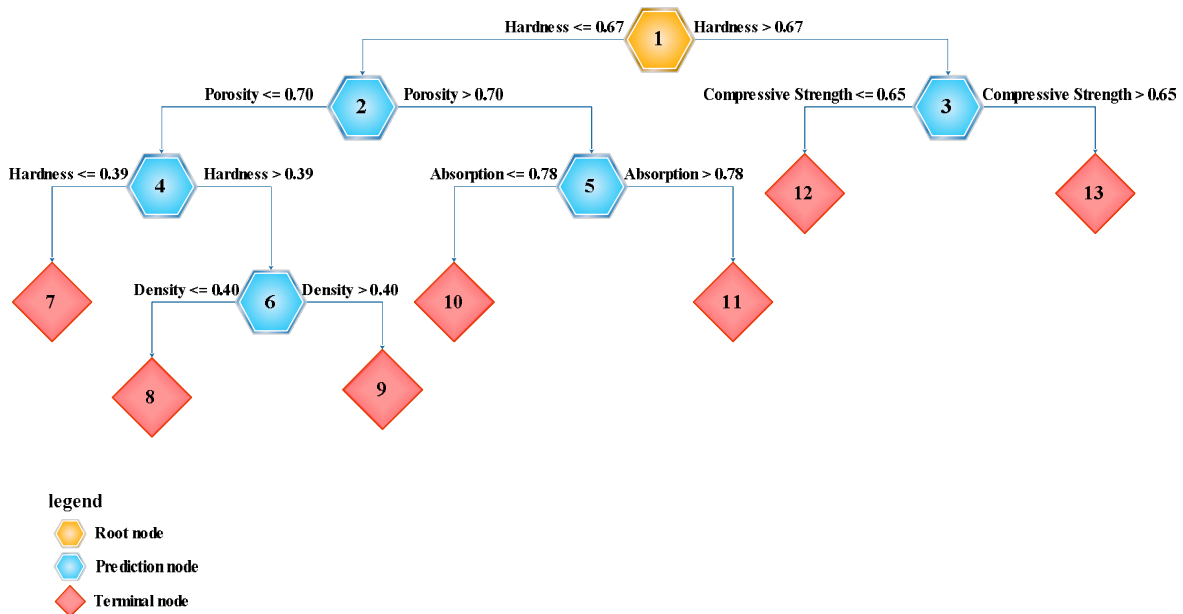 Hardness <= 0.67
1
Hardness > 0.67
Porosity <= 0.70
2
Porosity > 0.70
Compressive Strength <= 0.65
3
Compressive Strength > 0.65
Hardness <= 0.39
4
Hardness > 0.39
Absorption <= 0.78
5
Absorption > 0.78
12
13
7
Density <= 0.40
6
Density > 0.40
10
11
8
9
legend
Root node
Prediction node
Terminal node